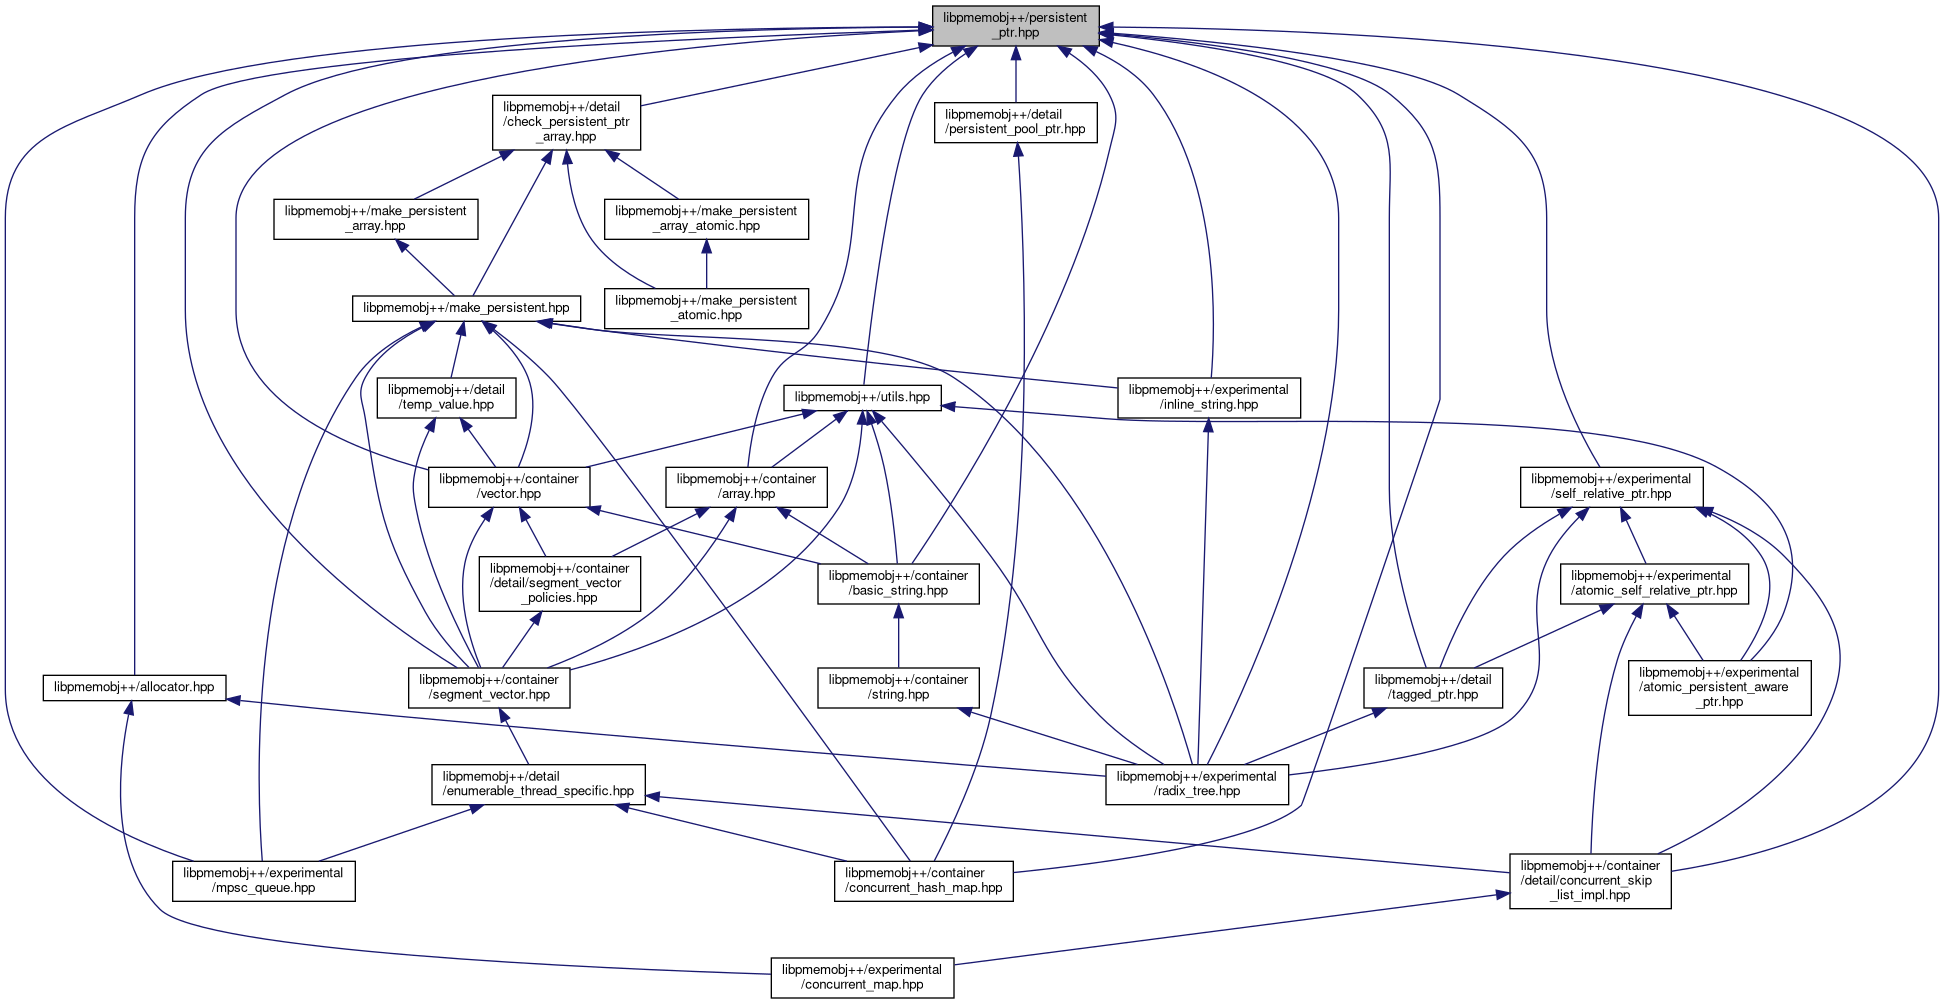 libpmemobj++/persistent
_ptr.hpp
libpmemobj++/detail
/check_persistent_ptr
_array.hpp
libpmemobj++/detail
/persistent_pool_ptr.hpp
libpmemobj++/make_persistent
_array.hpp
libpmemobj++/make_persistent
_array_atomic.hpp
libpmemobj++/make_persistent.hpp
libpmemobj++/make_persistent
_atomic.hpp
libpmemobj++/detail
/temp_value.hpp
libpmemobj++/utils.hpp
libpmemobj++/experimental
/inline_string.hpp
libpmemobj++/container
/vector.hpp
libpmemobj++/container
/array.hpp
libpmemobj++/experimental
/self_relative_ptr.hpp
libpmemobj++/container
/detail/segment_vector
_policies.hpp
libpmemobj++/container
/basic_string.hpp
libpmemobj++/experimental
/atomic_self_relative_ptr.hpp
libpmemobj++/allocator.hpp
libpmemobj++/container
/segment_vector.hpp
libpmemobj++/container
/string.hpp
libpmemobj++/detail
/tagged_ptr.hpp
libpmemobj++/experimental
/atomic_persistent_aware
_ptr.hpp
libpmemobj++/detail
/enumerable_thread_specific.hpp
libpmemobj++/experimental
/radix_tree.hpp
libpmemobj++/experimental
/mpsc_queue.hpp
libpmemobj++/container
/concurrent_hash_map.hpp
libpmemobj++/container
/detail/concurrent_skip
_list_impl.hpp
libpmemobj++/experimental
/concurrent_map.hpp